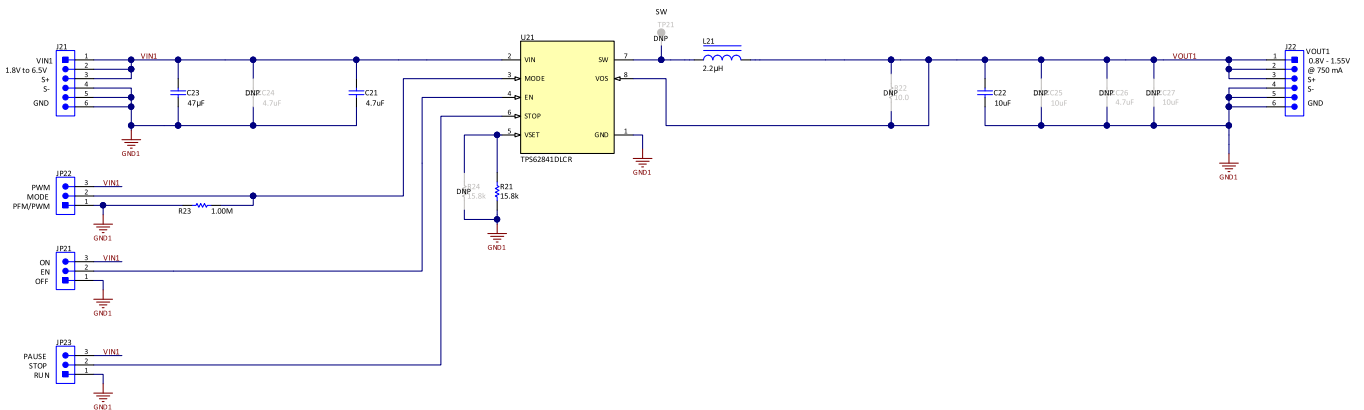 SW
TP21
DNP
J21
VIN1
1.8V to 6.5V
S+
S-
GND
1
2
3
4
5
6
VIN1
C23
47µF
DNP
C24
4.7uF
C21
4.7uF
GND1
U21
2
VIN
3
MODE
4
EN
6
STOP
5
VSET
SW
7
VOS
8
GND
1
TPS62841DLCR
GND1
L21
2.2µH
DNP
R22
10.0
C22
10uF
DNP
C25
10uF
DNP
C26
4.7uF
DNP
C27
10uF
VOUT1
J22
1
2
3
4
5
6
VOUT1
0.8V - 1.55V
@ 750 mA
S+
S-
GND
GND1
DNP
R24
15.8k
R21
15.8k
GND1
JP22
PWM
MODE
PFM/PWM
3
2
1
VIN1
R23
1.00M
GND1
JP21
ON
EN
OFF
3
2
1
VIN1
GND1
JP23
PAUSE
STOP
RUN
3
2
1
VIN1
GND1